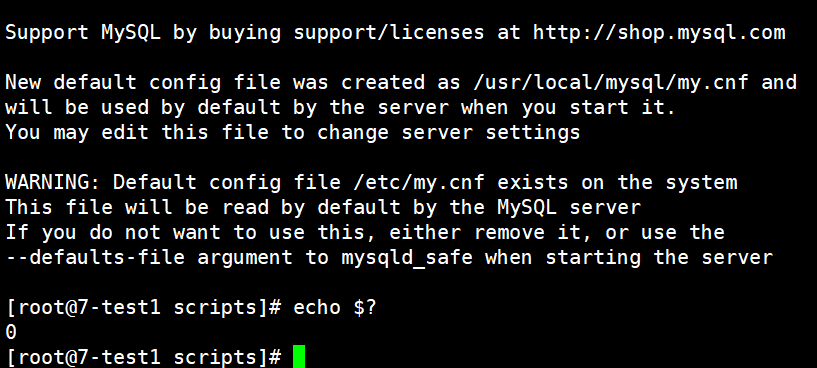 Support MySQL by buying support/licenses at http://shop.mysql.com
New default config file was created as /usr/local/mysql/my.cnf and
will be used by default by the server when you start it.
You may edit this file to change server settings
WARNING: Default config file /etc/my.cnf exists on the system
This file will be read by default by the MySQL server
If you do not want to use this, either remove it, or use the
--defaults-file argument to mysqld_safe when starting the server
[root@7-test1 scripts]# echo $?
0
[root@7-test1 scripts]#